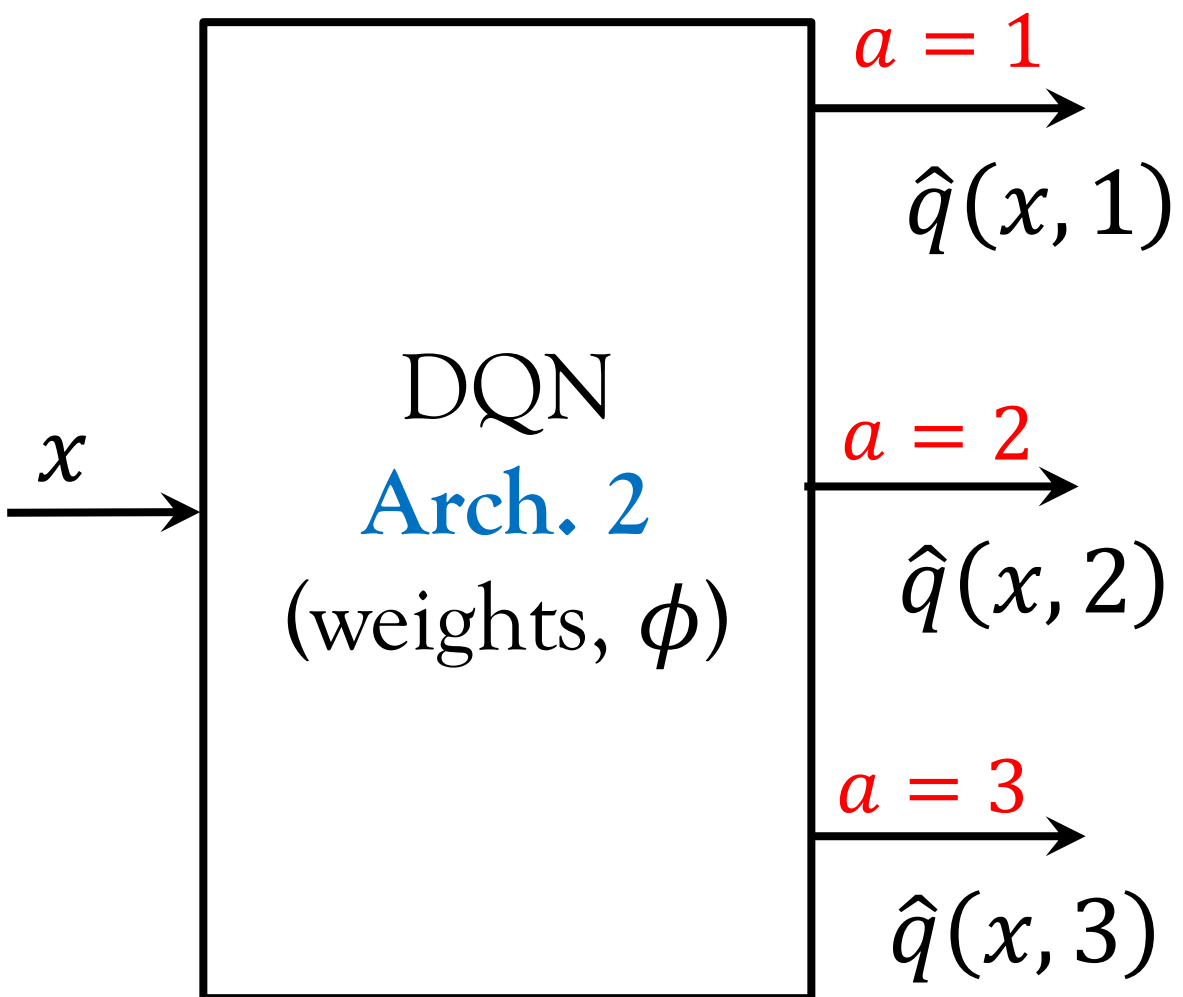 a = 1
q̂(x, 1)
DQN
x
a = 2
Arch. 2
q̂(x, 2)
(weights, ϕ)
a = 3
q̂(x, 3)